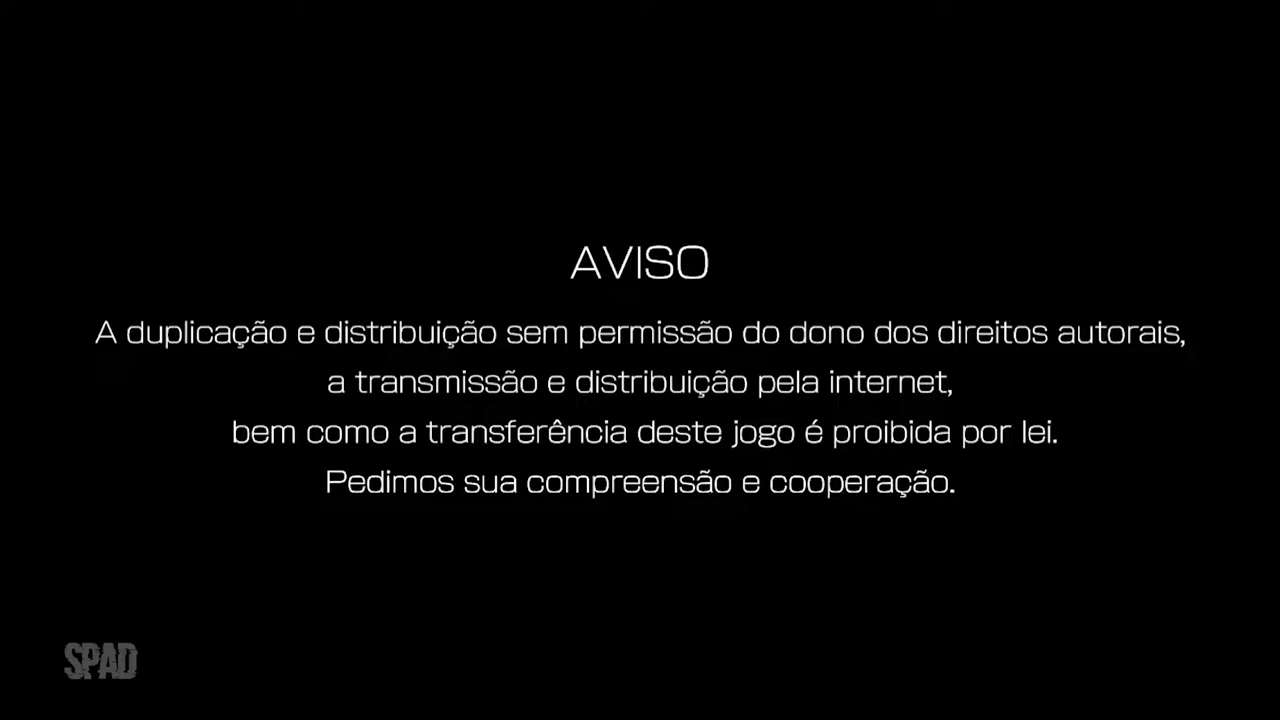 AVISO
A duplicação e distribuição sem permissão do dono dos direitos autorais,
a transmissão e distribuição pela internet,
bem como a transferência deste jogo é proibida por lei.
Pedimos sua compreensão e cooperação.
SPAD